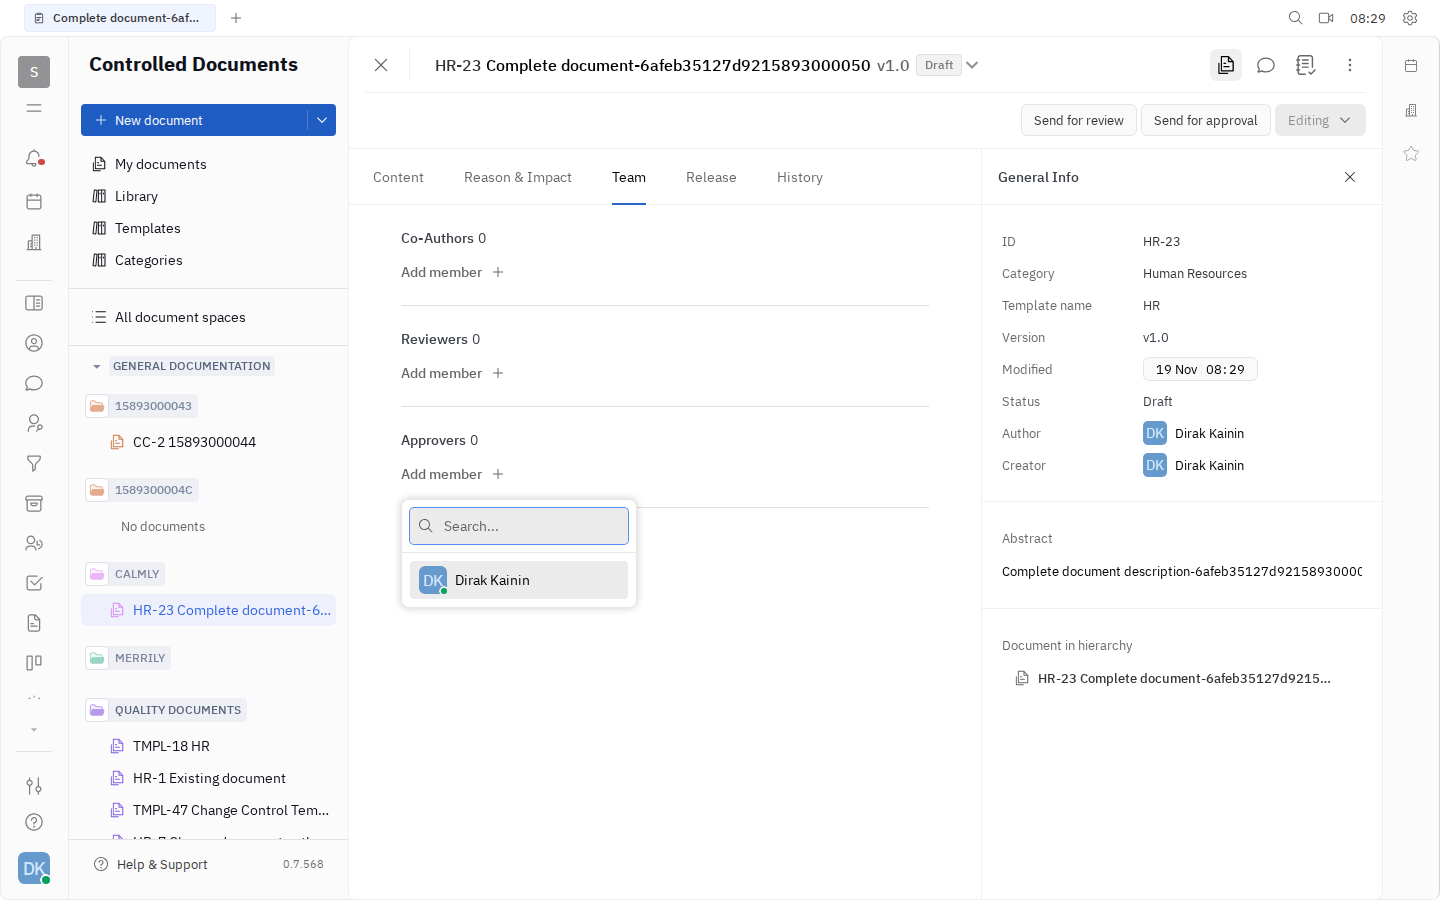 Complete document-6af...
08:29
S
Controlled Documents
New document
My documents
Library
Templates
Categories
All document spaces
GENERAL DOCUMENTATION
15893000043
CC-2 15893000044
1589300004C
No documents
CALMLY
HR-23 Complete document-6...
MERRILY
QUALITY DOCUMENTS
TMPL-18 HR
HR-1 Existing document
TMPL-47 Change Control Tem...
Help & Support
0.7.568
DK
HR-23 Complete document-6afeb35127d9215893000050 v1.0 Draft
Send for review
Send for approval
Editing
Content
Reason & Impact
Team
Release
History
Co-Authors 0
Add member
Reviewers 0
Add member
Approvers 0
Add member
Search...
DK Dirak Kainin
General Info
ID HR-23
Category Human Resources
Template name HR
Version v1.0
Modified 19 Nov 08:29
Status Draft
Author DK Dirak Kainin
Creator DK Dirak Kainin
Abstract
Complete document description-6afeb35127d921589300
Document in hierarchy
HR-23 Complete document-6afeb35127d9215...